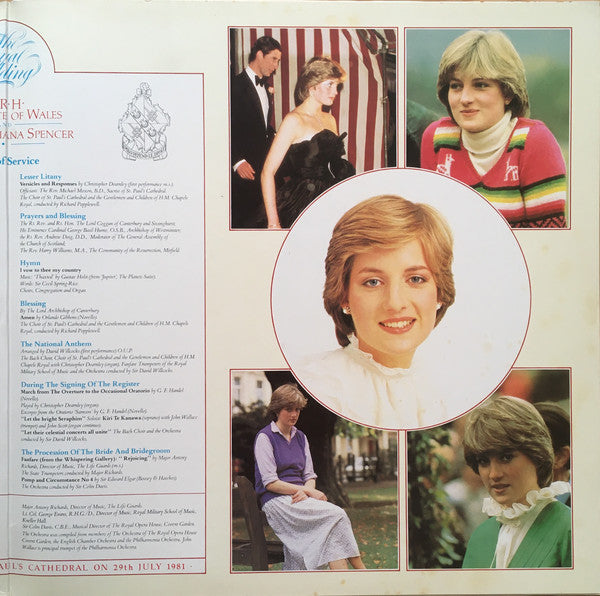 The
Royal
Wedding
R·H·
OF WALES
AND
DIANA SPENCER
of Service
Lesser Litany
Versicles and Responses by Christopher Dearnley (first performance m.s.)
Officiant: The Rev. Michael Moxon, B.D., Sacrist of St. Paul's Cathedral.
The Choir of St. Paul's Cathedral and the Gentlemen and Children of H.M. Chapels
Royal, conducted by Richard Popplewell.
Prayers and Blessing
The Rt. Rev. and Rt. Hon. The Lord Coggan of Canterbury and Sissinghurst,
His Eminence Cardinal George Basil Hume, O.S.B., Archbishop of Westminster,
the Rt. Rev. Andrew Doig, D.D., Moderator of The General Assembly of
the Church of Scotland,
The Rev. Harry Williams, M.A., The Community of the Resurrection, Mirfield.
Hymn
I vow to thee my country
Music: 'Thaxted' by Gustav Holst (from 'Jupiter', The Planets Suite).
Words: Sir Cecil Spring-Rice
Choirs, Congregation and Organ
Blessing
By The Lord Archbishop of Canterbury
Amen by Orlando Gibbons (Novello).
The Choir of St. Paul's Cathedral and the Gentlemen and Children of H.M. Chapels
Royal, conducted by Richard Popplewell.
The National Anthem
Arranged by David Willcocks (first performance) O.U.P.
The Bach Choir, The Choir of St. Paul's Cathedral and the Gentlemen and Children of H.M.
Chapels Royal with Christopher Dearnley (organ), Fanfare Trumpeters of the Royal
Military School of Music and the Orchestra conducted by Sir David Willcocks.
During The Signing Of The Register
March from The Overture to the Occasional Oratorio by G. F. Handel
(Novello).
Played by Christopher Dearnley (organ).
Excerpts from the Oratorio 'Samson' by G. F. Handel (Novello).
"Let the bright Seraphim" Soloist: Kiri Te Kanawa (soprano) with John Wallace
(trumpet) and John Scott (organ continuo).
"Let their celestial concerts all unite" The Bach Choir and the Orchestra
conducted by Sir David Willcocks.
The Procession Of The Bride And Bridegroom
Fanfare (from the Whispering Gallery): "Rejoicing" by Major Antony
Richards, Director of Music, The Life Guards (m.s.)
The State Trumpeters conducted by Major Richards.
Pomp and Circumstance No 4 by Sir Edward Elgar (Boosey & Hawkes).
The Orchestra conducted by Sir Colin Davis.
Major Antony Richards, Director of Music, The Life Guards.
Lt. Col. George Evans, R.H.G./D., Director of Music, Royal Military School of Music,
Kneller Hall.
Sir Colin Davis, C.B.E., Musical Director of The Royal Opera House, Covent Garden.
The Orchestra was compiled from members of The Orchestra of The Royal Opera House
Covent Garden, the English Chamber Orchestra and the Philharmonia Orchestra. John
Wallace is principal trumpet of the Philharmonia Orchestra.
PAUL'S CATHEDRAL ON 29th JULY 1981 ·